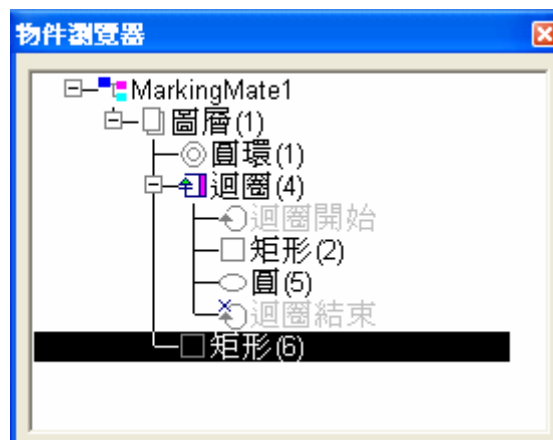 物件瀏覽器
MarkingMate1
圖層(1)
圓環(1)
迴圈(4)
迴圈開始
矩形(2)
圓(5)
迴圈結束
矩形(6)